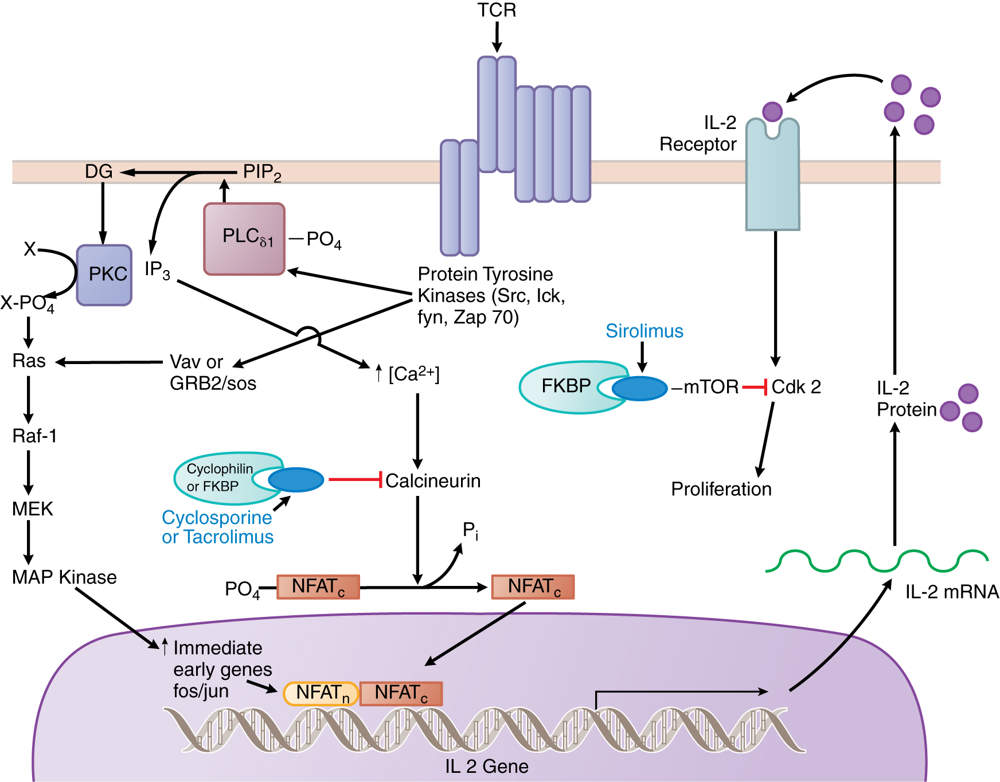 TCR
IL-2
Receptor
DG
PIP2
PLCδ1
PO4
X
PKC
IP3
X-PO4
Protein Tyrosine
Kinases (Src, Ick,
fyn, Zap 70)
Sirolimus
Ras
Vav or
GRB2/sos
↑ [Ca2+]
FKBP
–mTOR
Cdk 2
IL-2
Protein
Raf-1
Cyclophilin
or FKBP
Calcineurin
Proliferation
MEK
Cyclosporine
or Tacrolimus
Pi
MAP Kinase
PO4
NFATc
NFATc
IL-2 mRNA
↑ Immediate
early genes
fos/jun
NFATn
NFATc
IL 2 Gene